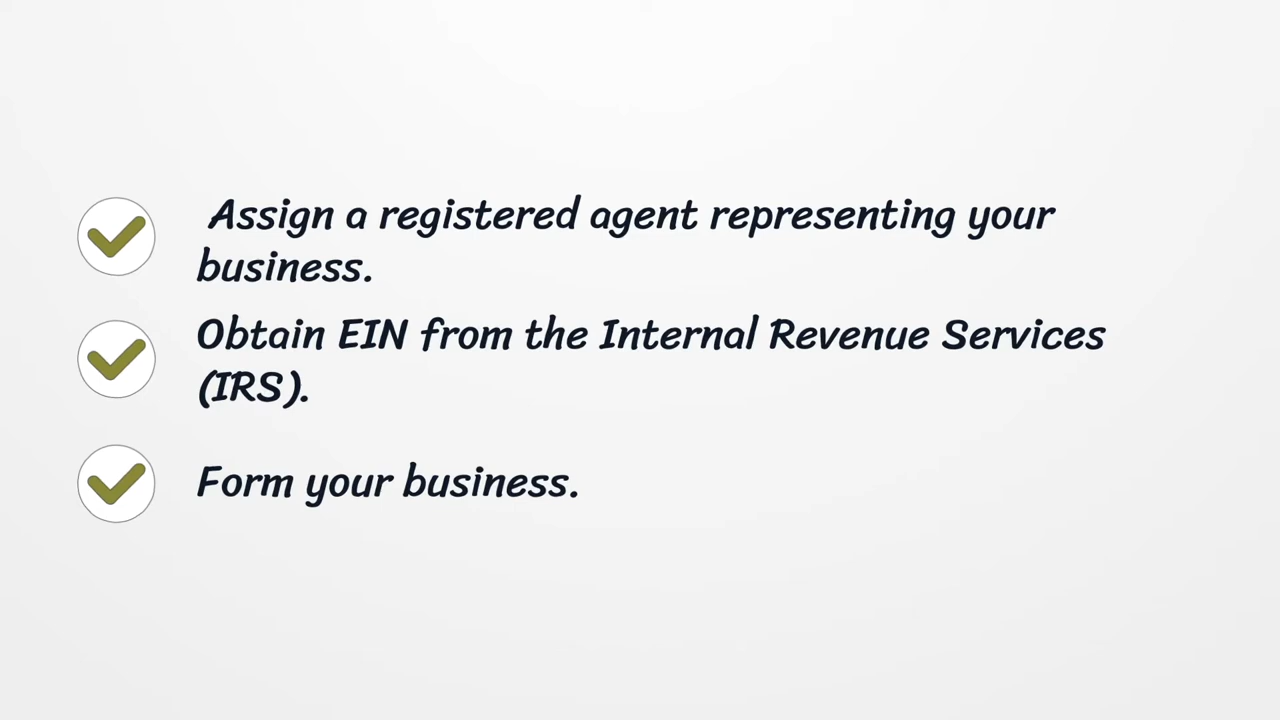 Assign a registered agent representing your
business.
Obtain EIN from the Internal Revenue Services
(IRS).
Form your business.